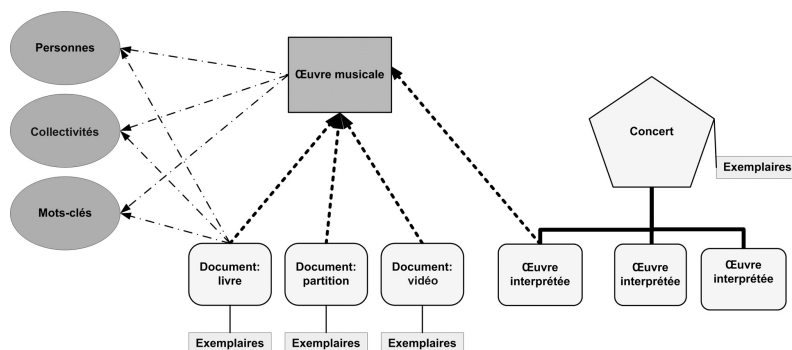 Personnes
Œuvre musicale
Collectivités
Concert
Exemplaires
Mots-clés
Document:
livre
Document:
partition
Document:
vidéo
Œuvre
interprétée
Œuvre
interprétée
Œuvre
interprétée
Exemplaires
Exemplaires
Exemplaires